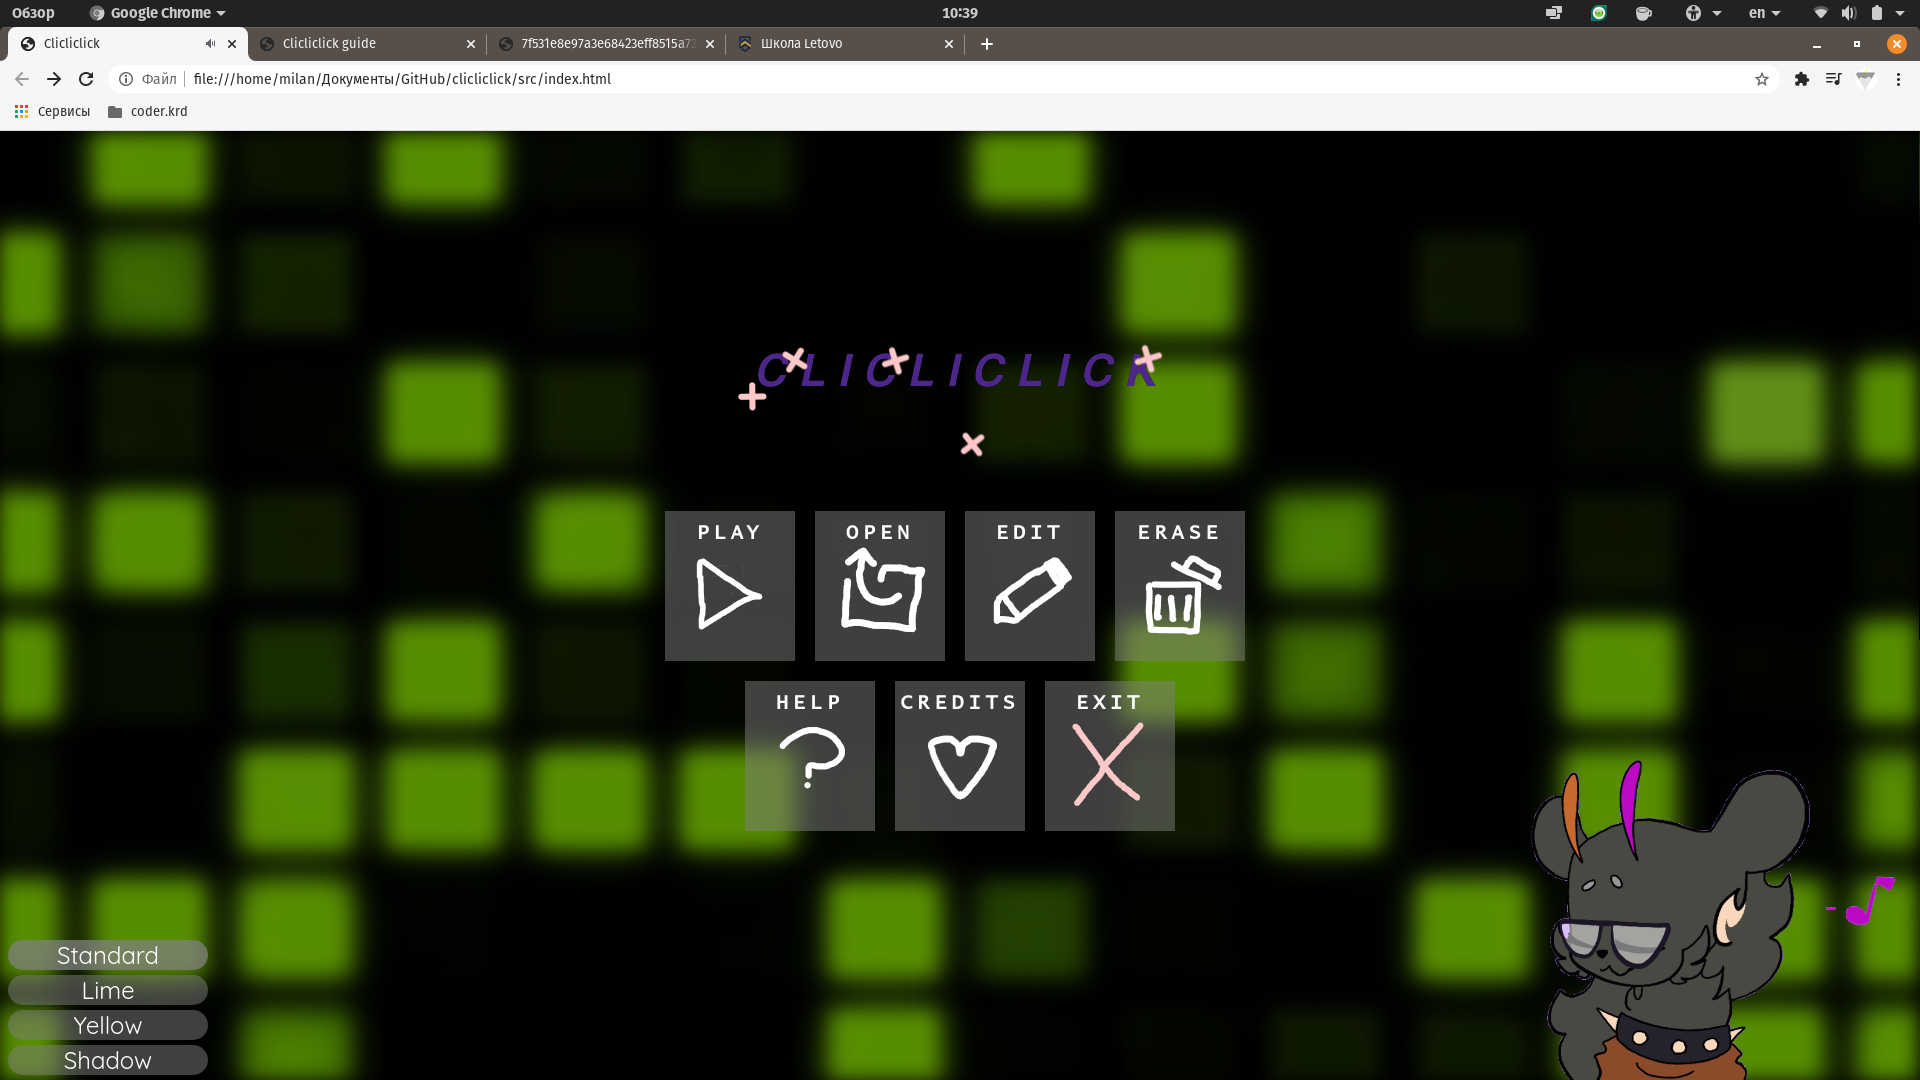 Обзор Google Chrome 10:39 en
Clicliclick Clicliclick guide 7f531e8e97a3e68423eff8515a73 Школа Letovo
Файл file:///home/milan/Документы/GitHub/clicliclick/src/index.html
Сервисы coder.krd
CLICLICLICK
PLAY OPEN EDIT ERASE
HELP CREDITS EXIT
Standard
Lime
Yellow
Shadow